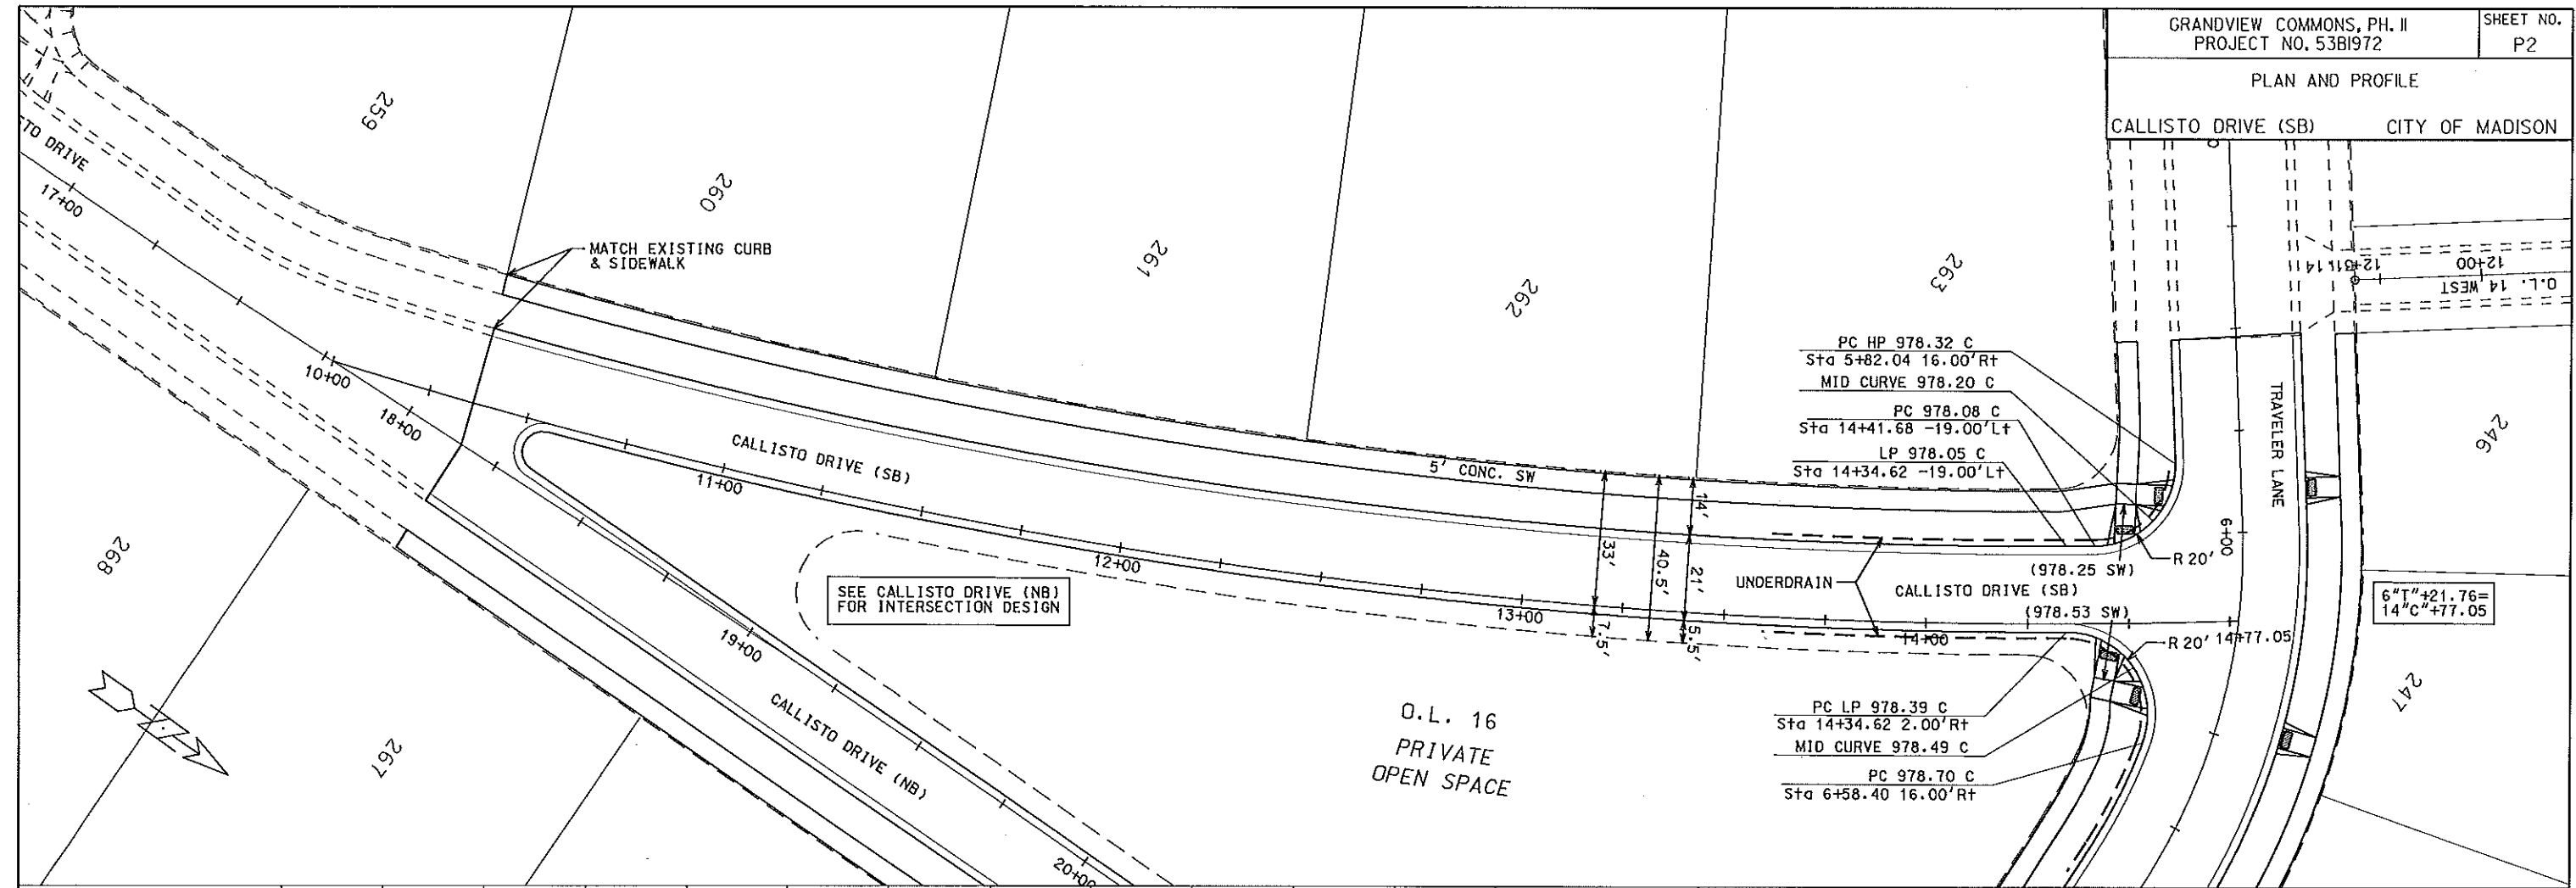 GRANDVIEW COMMONS, PH. II
PROJECT NO. 53B1972
SHEET NO.
P2
PLAN AND PROFILE
CALLISTO DRIVE (SB)
CITY OF MADISON
259
260
261
262
263
STO DRIVE
17+00
MATCH EXISTING CURB
& SIDEWALK
10+00
18+00
CALLISTO DRIVE (SB)
11+00
5' CONC. SW
12+00
SEE CALLISTO DRIVE (NB)
FOR INTERSECTION DESIGN
19+00
CALLISTO DRIVE (NB)
20+00
268
267
14'
33'
40.5'
21'
7.5'
5.5'
13+00
UNDERDRAIN
14+00
PC HP 978.32 C
Sta 5+82.04 16.00'Rt
MID CURVE 978.20 C
PC 978.08 C
Sta 14+41.68 -19.00'Lt
LP 978.05 C
Sta 14+34.62 -19.00'Lt
R 20'
(978.25 SW)
CALLISTO DRIVE (SB)
(978.53 SW)
R 20'
14+77.05
PC LP 978.39 C
Sta 14+34.62 2.00'Rt
MID CURVE 978.49 C
PC 978.70 C
Sta 6+58.40 16.00'Rt
O.L. 16
PRIVATE
OPEN SPACE
TRAVELER LANE
6+00
12+31.14
12+00
O.L. 14 WEST
246
6"T"+21.76=
14"C"+77.05
247